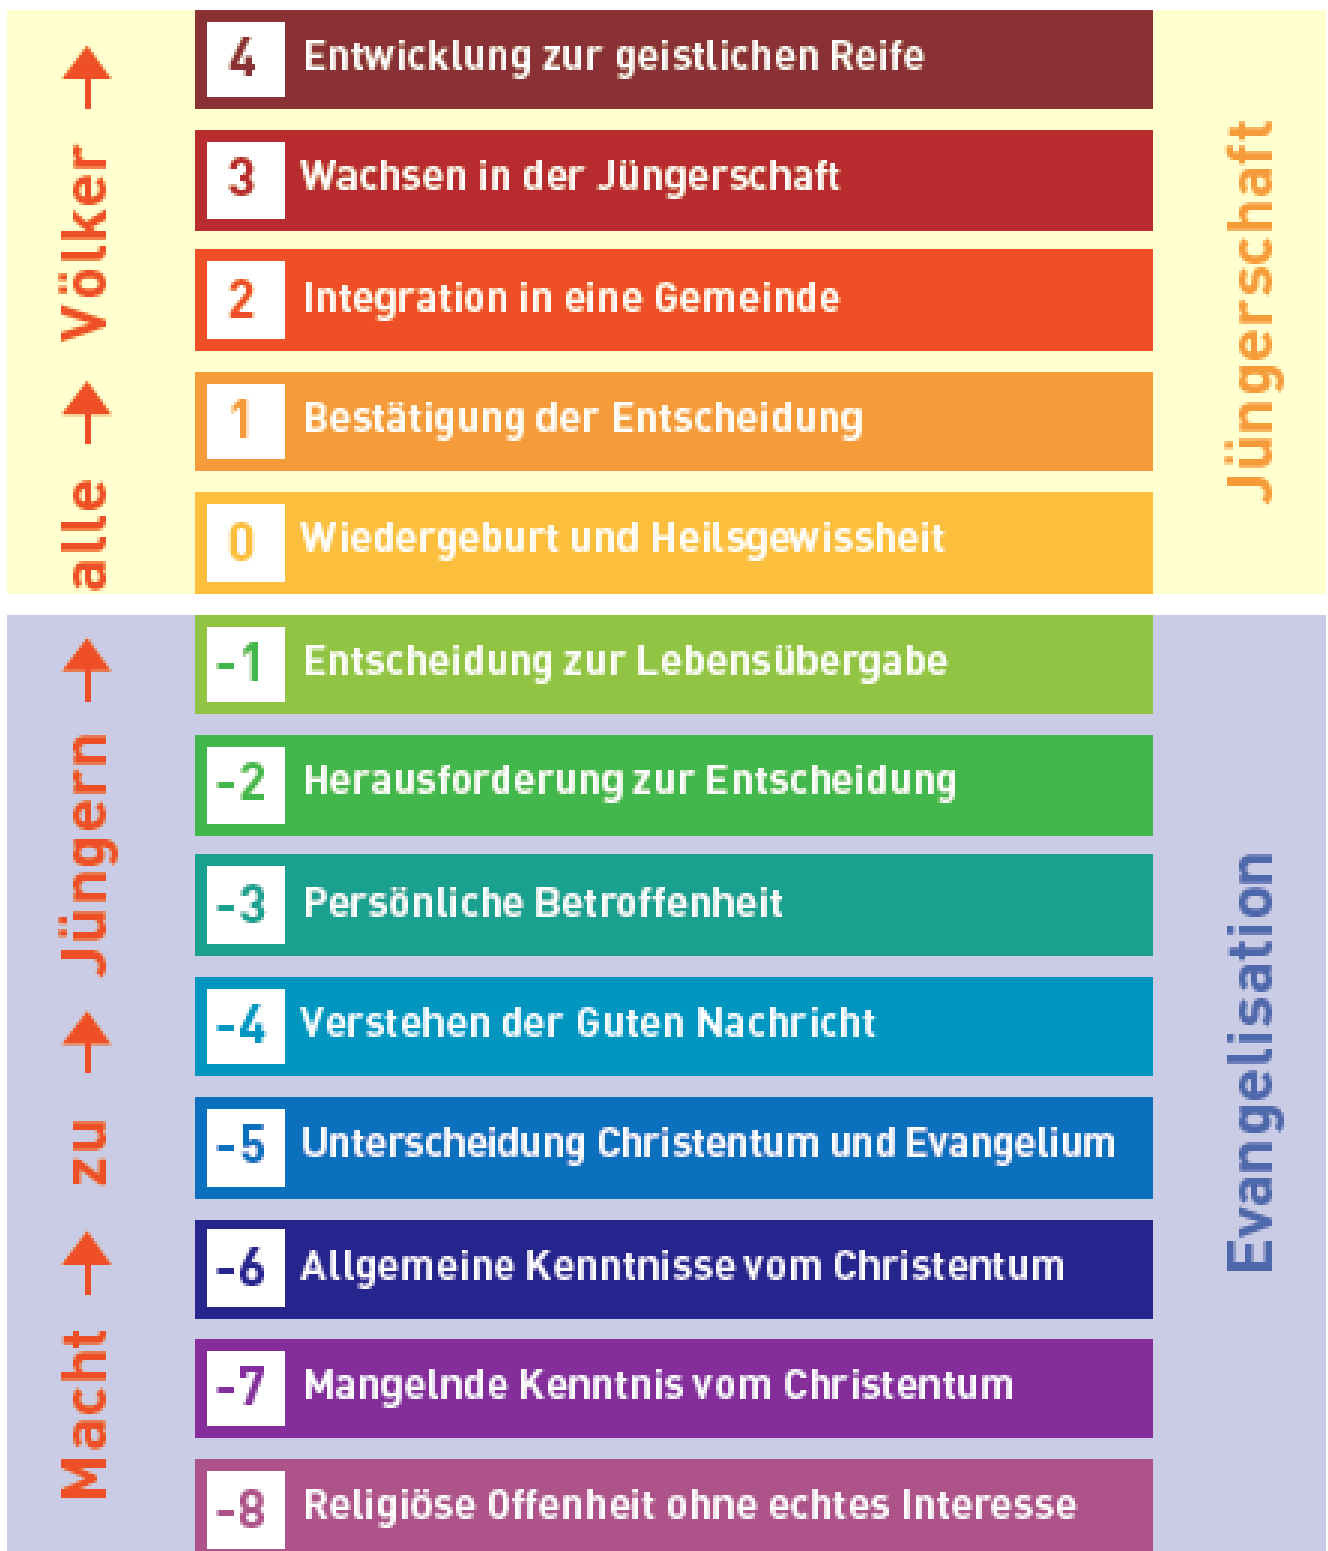 4 Entwicklung zur geistlichen Reife
3 Wachsen in der Jüngerschaft
2 Integration in eine Gemeinde
1 Bestätigung der Entscheidung
0 Wiedergeburt und Heilsgewissheit
-1 Entscheidung zur Lebensübergabe
-2 Herausforderung zur Entscheidung
-3 Persönliche Betroffenheit
-4 Verstehen der Guten Nachricht
-5 Unterscheidung Christentum und Evangelium
-6 Allgemeine Kenntnisse vom Christentum
-7 Mangelnde Kenntnis vom Christentum
-8 Religiöse Offenheit ohne echtes Interesse
Macht → zu → Jüngern → alle → Völker →
Jüngerschaft
Evangelisation